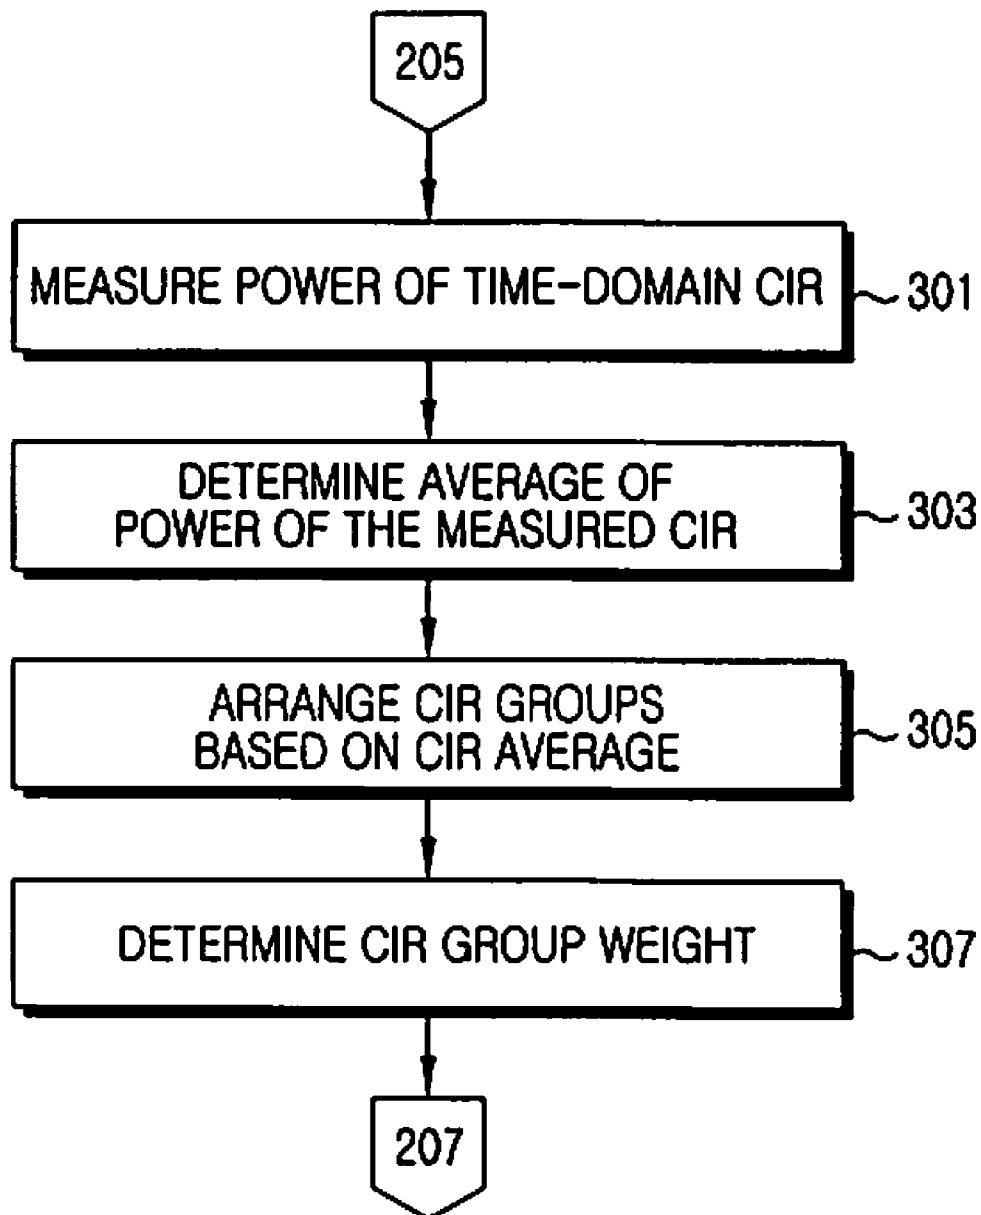 205
MEASURE POWER OF TIME-DOMAIN CIR
301
DETERMINE AVERAGE OF
POWER OF THE MEASURED CIR
303
ARRANGE CIR GROUPS
BASED ON CIR AVERAGE
305
DETERMINE CIR GROUP WEIGHT
307
207